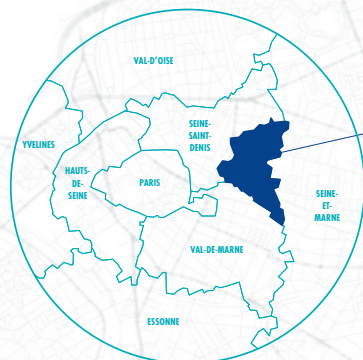 VAL-D'OISE
SEINE-
SAINT-
DENIS
YVELINES
HAUTS-
DE-
SEINE
PARIS
SEINE-
ET-
MARNE
VAL-DE-MARNE
ESSONNE